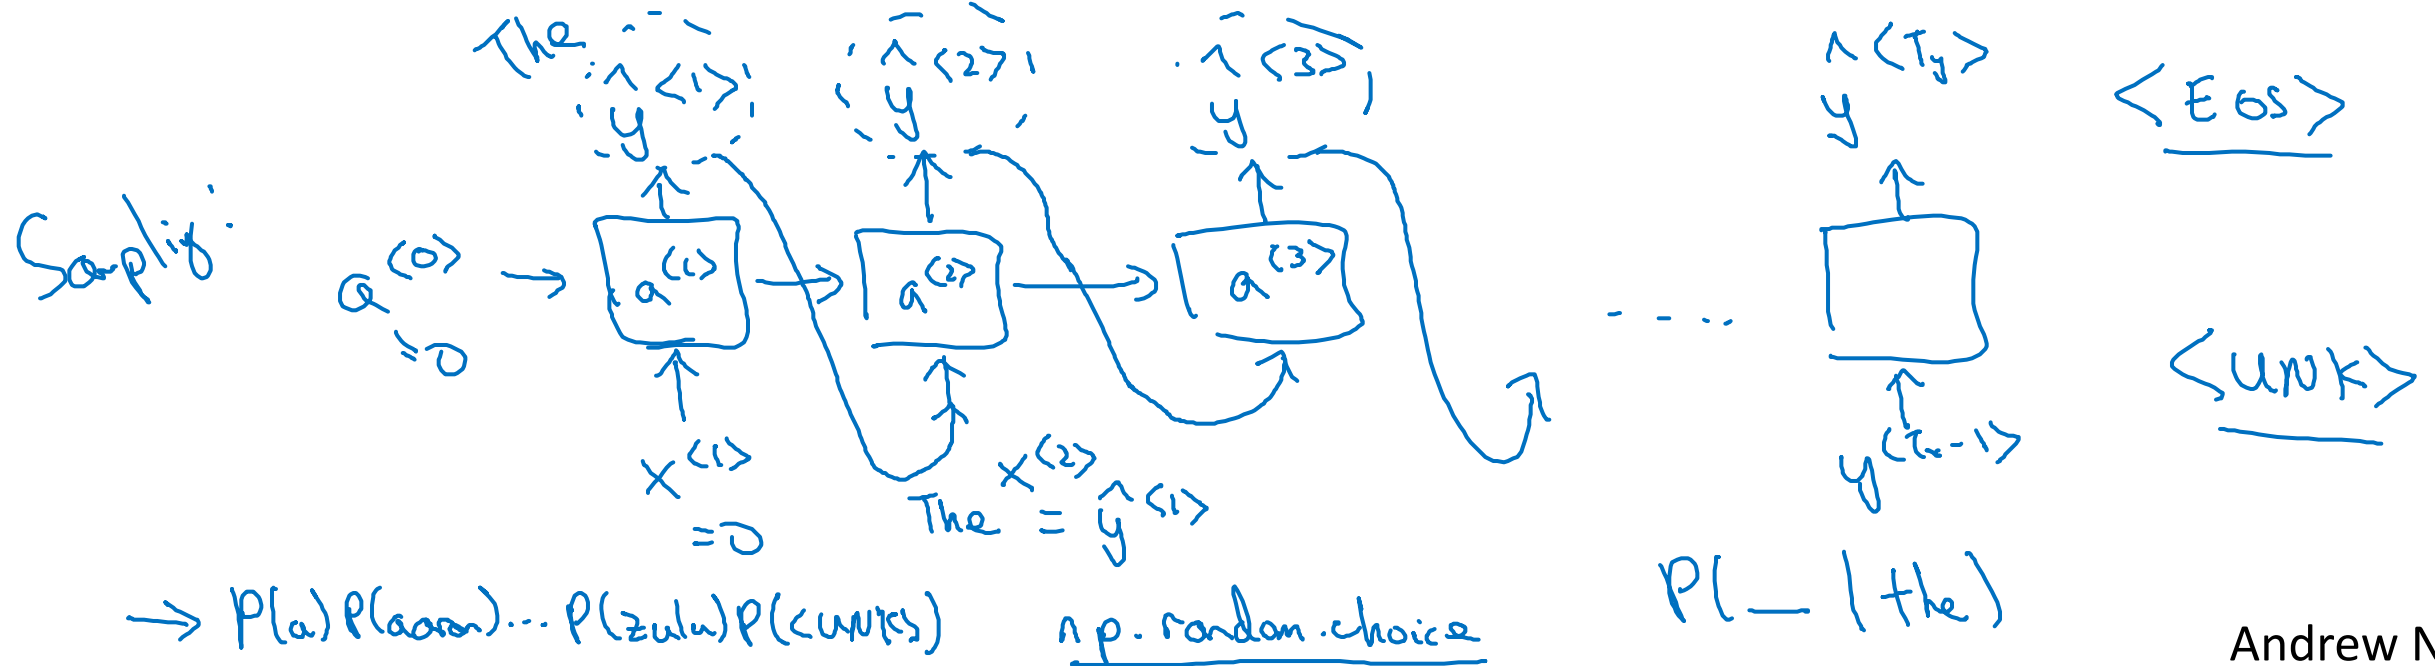 The
ŷ<1> ŷ<2> ŷ<3> ŷ<Ty> <EOS>
Sampling:
a<0> → a<1> → a<2> → a<3> ----
=0
<UNK>
x<1> x<2> y<Tx-1>
=0 The = ŷ<1>
→ P(a) P(aaron) ... P(zulu) P(<UNK>) np.random.choice P(__ | the)
Andrew N